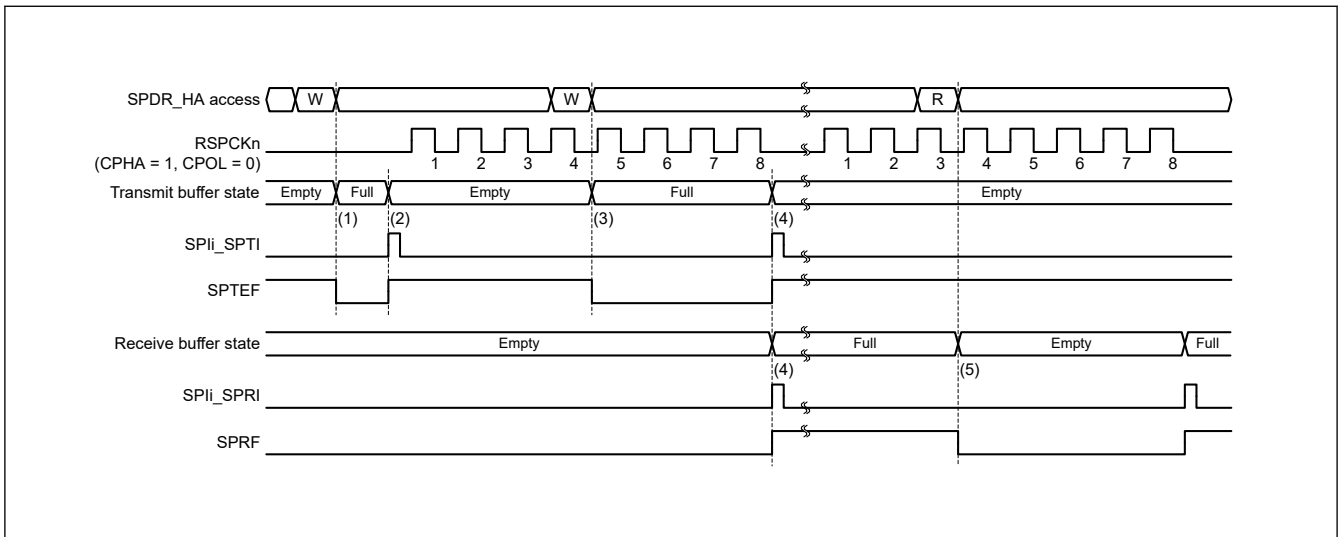 SPDR_HA access W W R
RSPCKn
(CPHA = 1, CPOL = 0)
1 2 3 4 5 6 7 8 1 2 3 4 5 6 7 8
Transmit buffer state Empty Full Empty Full Empty
(1) (2) (3) (4)
SPIi_SPTI
SPTEF
Receive buffer state Empty Full Empty Full
(4) (5)
SPIi_SPRI
SPRF